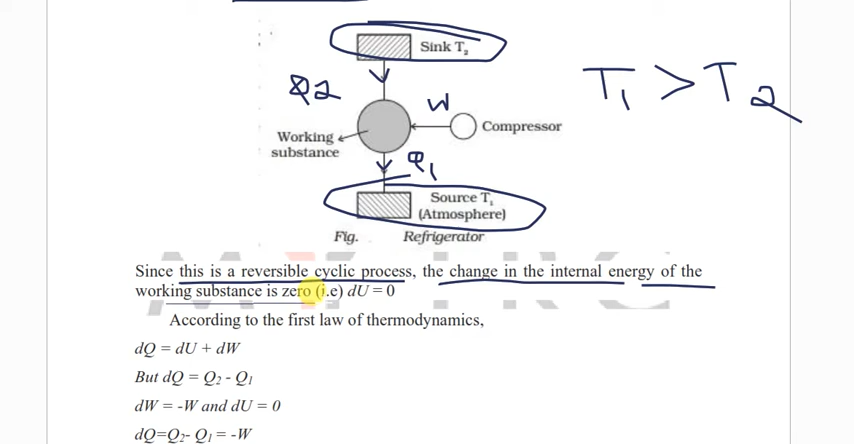 Sink T₂
Q2
W
T₁ > T₂
Compressor
Working
substance
Q₁
Source T₁
(Atmosphere)
Fig. Refrigerator
Since this is a reversible cyclic process, the change in the internal energy of the
working substance is zero (i.e) dU = 0
According to the first law of thermodynamics,
dQ = dU + dW
But dQ = Q₂ - Q₁
dW = -W and dU = 0
dQ=Q₂- Q₁ = -W